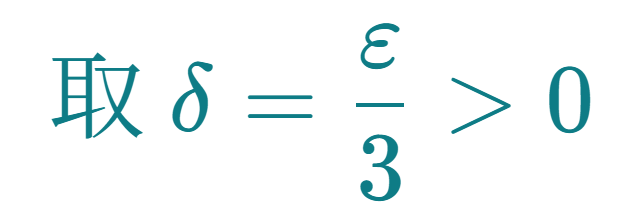 取 δ = ε/3 > 0